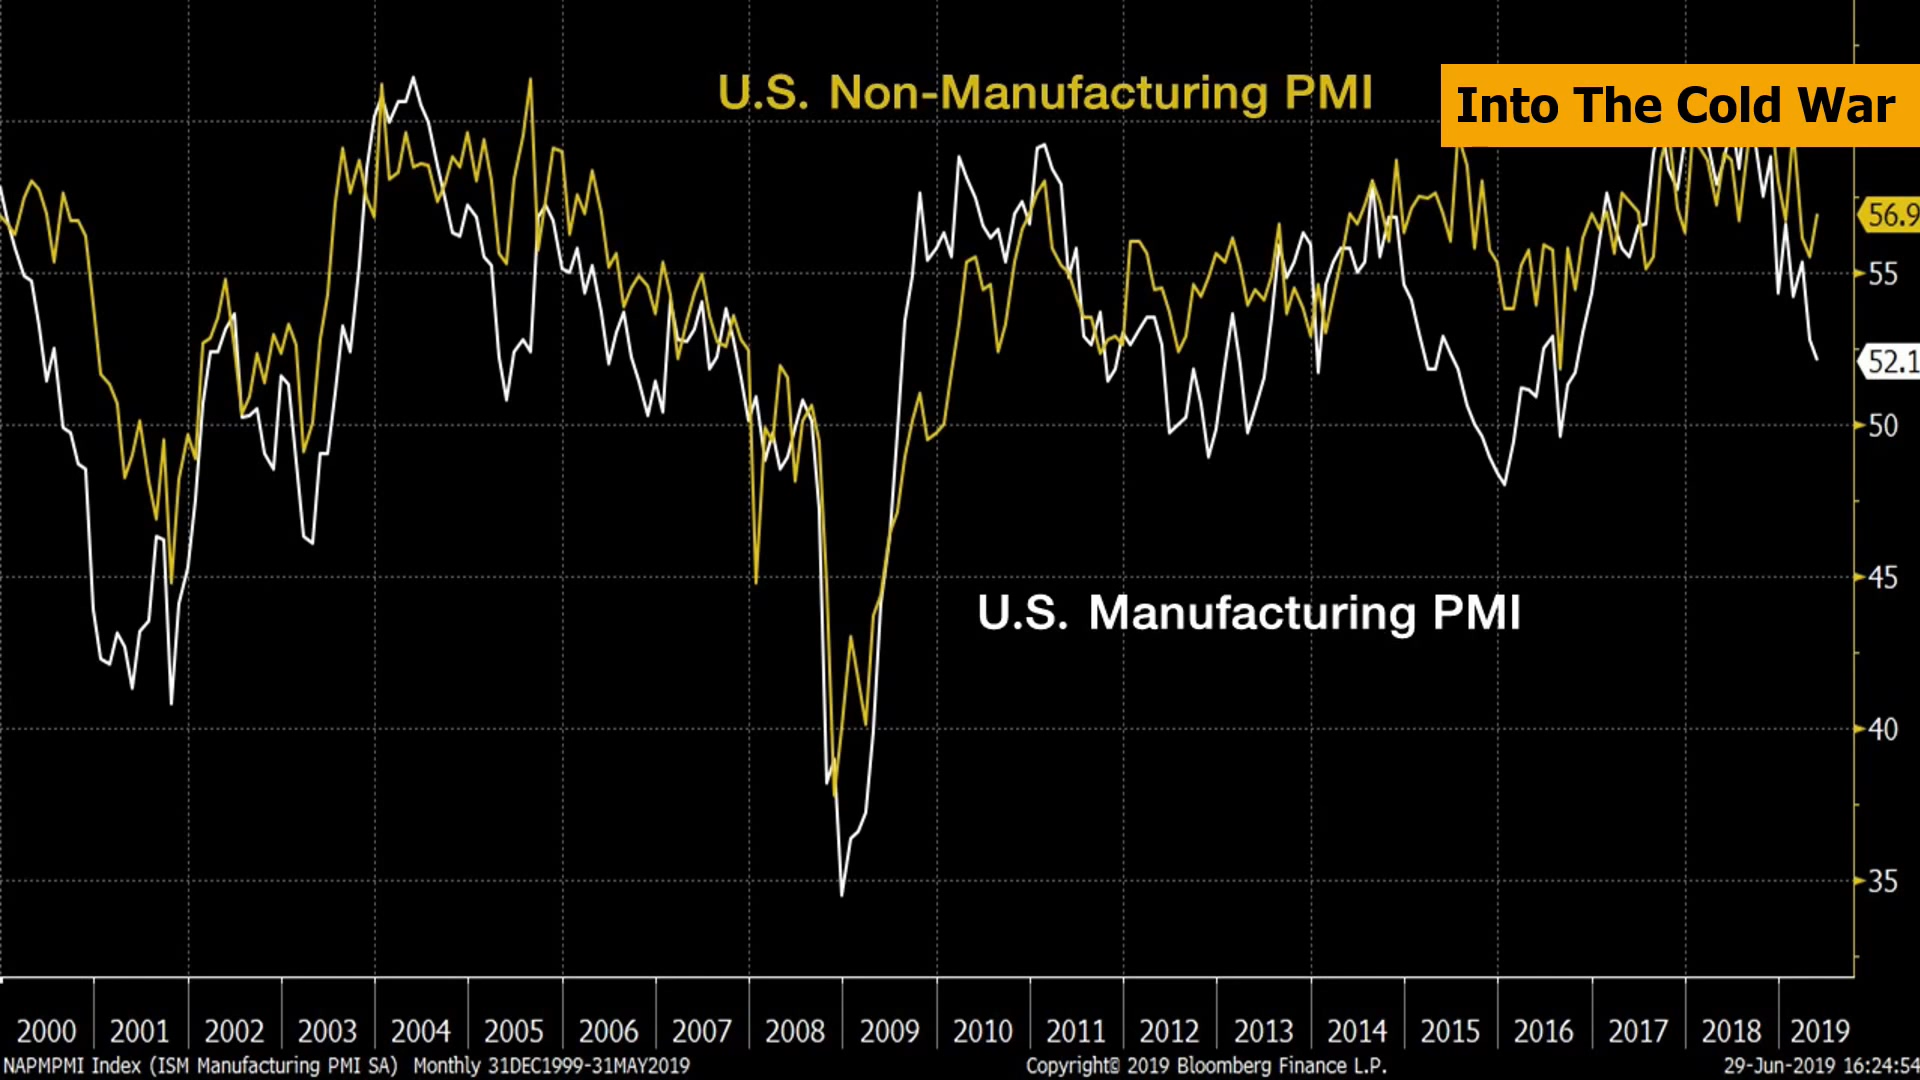 U.S. Non-Manufacturing PMI
Into The Cold War
56.9
55
52.1
50
45
U.S. Manufacturing PMI
40
35
2000 2001 2002 2003 2004 2005 2006 2007 2008 2009 2010 2011 2012 2013 2014 2015 2016 2017 2018 2019
NAPMPMI Index (ISM Manufacturing PMI SA) Monthly 31DEC1999-31MAY2019 Copyright© 2019 Bloomberg Finance L.P. 29-Jun-2019 16:24:54